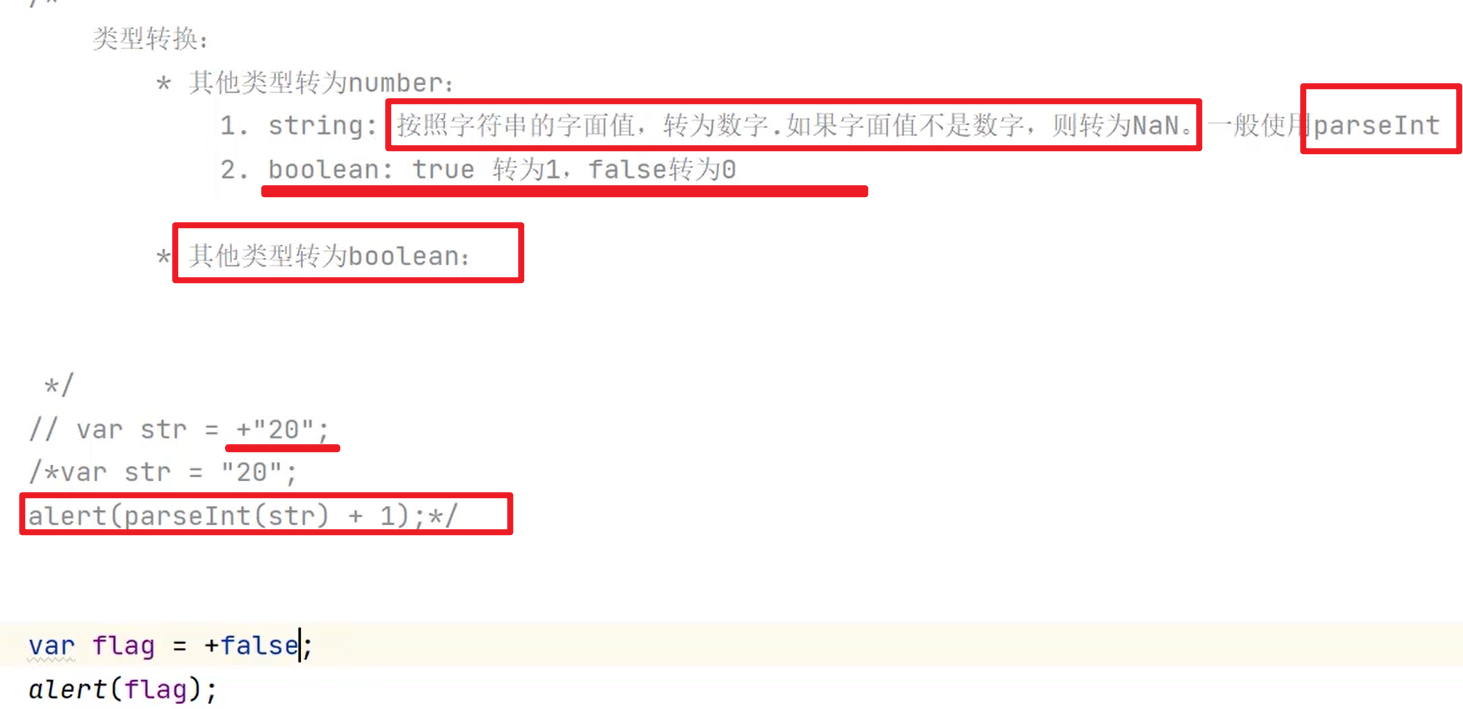 /*
类型转换：
* 其他类型转为number：
1. string: 按照字符串的字面值，转为数字.如果字面值不是数字，则转为NaN。一般使用parseInt
2. boolean: true 转为1，false转为0
* 其他类型转为boolean：
*/
// var str = +"20";
/*var str = "20";
alert(parseInt(str) + 1);*/
var flag = +false;
alert(flag);